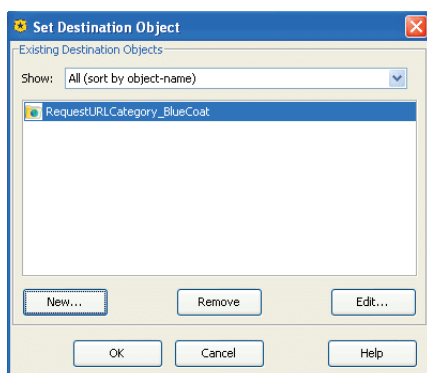 Set Destination Object
Existing Destination Objects
Show: All (sort by object-name)
RequestURLCategory_BlueCoat
New... Remove Edit...
OK Cancel Help